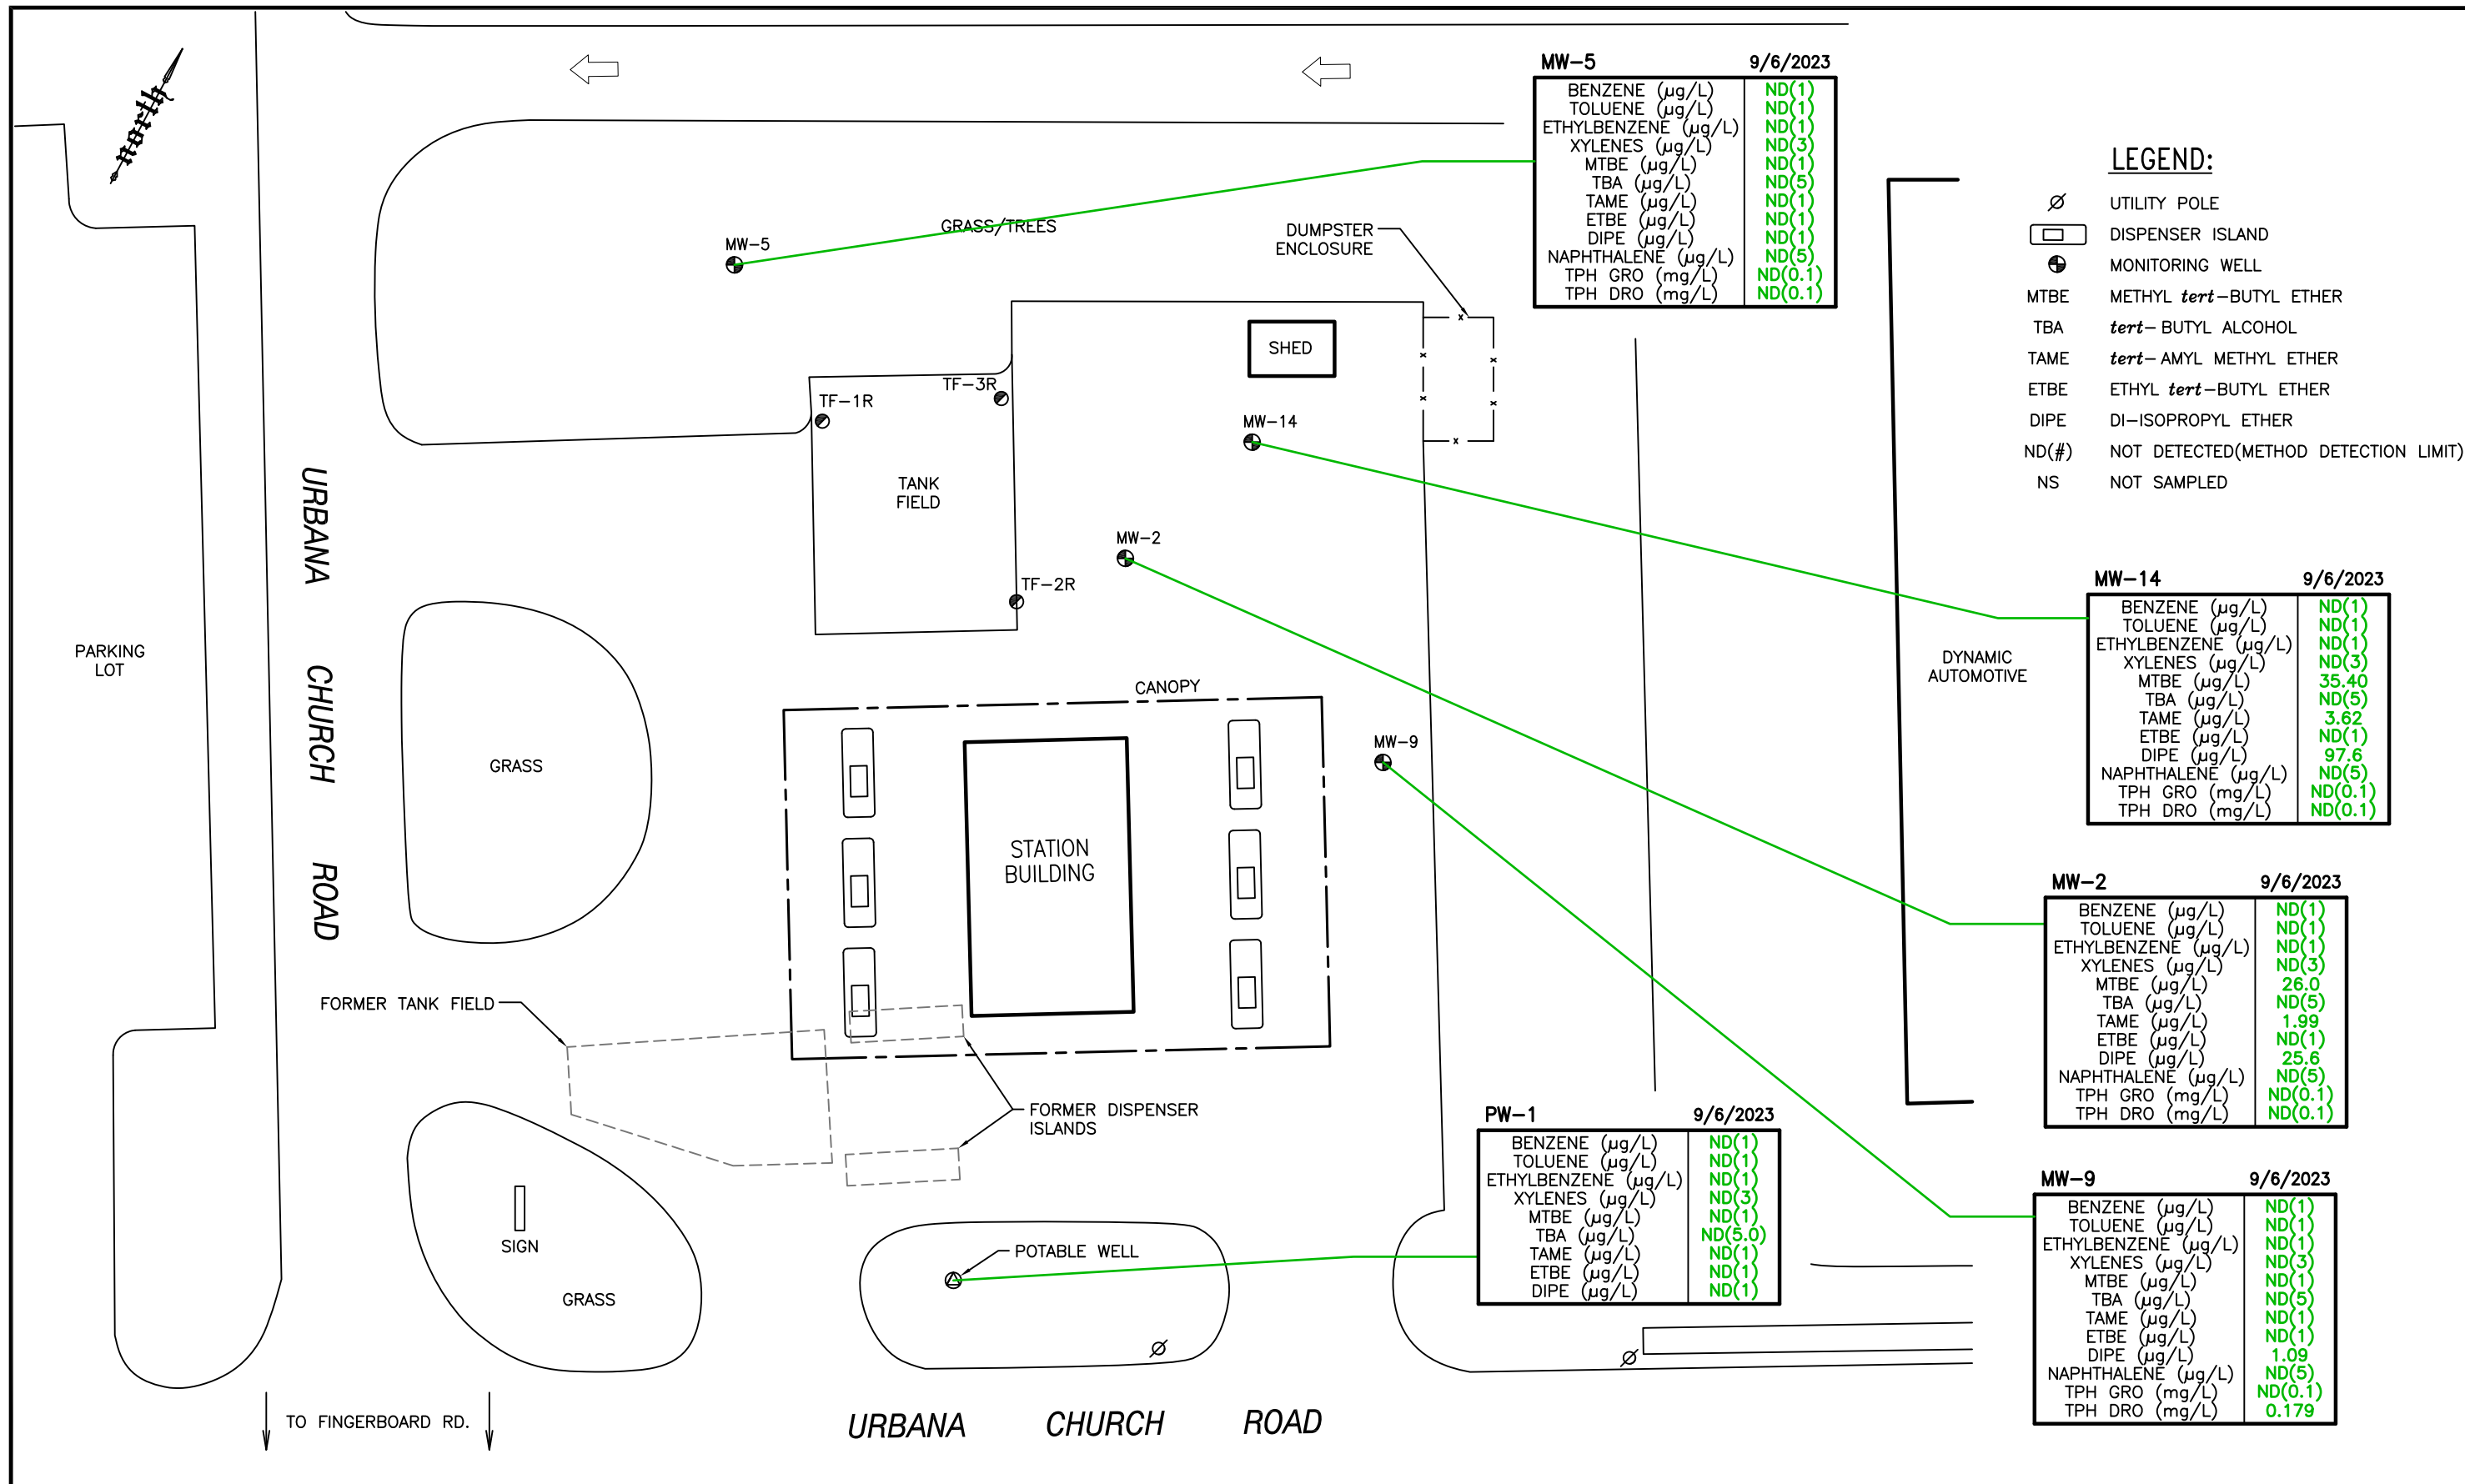 north
MW-5 9/6/2023
BENZENE (µg/L) ND(1)
TOLUENE (µg/L) ND(1)
ETHYLBENZENE (µg/L) ND(1)
XYLENES (µg/L) ND(3)
MTBE (µg/L) ND(1)
TBA (µg/L) ND(5)
TAME (µg/L) ND(1)
ETBE (µg/L) ND(1)
DIPE (µg/L) ND(1)
NAPHTHALENE (µg/L) ND(5)
TPH GRO (mg/L) ND(0.1)
TPH DRO (mg/L) ND(0.1)
LEGEND:
UTILITY POLE
DISPENSER ISLAND
MONITORING WELL
MTBE METHYL tert-BUTYL ETHER
TBA tert-BUTYL ALCOHOL
TAME tert-AMYL METHYL ETHER
ETBE ETHYL tert-BUTYL ETHER
DIPE DI-ISOPROPYL ETHER
ND(#) NOT DETECTED(METHOD DETECTION LIMIT)
NS NOT SAMPLED
GRASS/TREES
MW-5
DUMPSTER
ENCLOSURE
SHED
TF-3R
TF-1R
MW-14
TANK
FIELD
MW-2
TF-2R
URBANA CHURCH ROAD
PARKING
LOT
GRASS
CANOPY
MW-9
STATION
BUILDING
DYNAMIC
AUTOMOTIVE
MW-14 9/6/2023
BENZENE (µg/L) ND(1)
TOLUENE (µg/L) ND(1)
ETHYLBENZENE (µg/L) ND(1)
XYLENES (µg/L) ND(3)
MTBE (µg/L) 35.40
TBA (µg/L) ND(5)
TAME (µg/L) 3.62
ETBE (µg/L) ND(1)
DIPE (µg/L) 97.6
NAPHTHALENE (µg/L) ND(5)
TPH GRO (mg/L) ND(0.1)
TPH DRO (mg/L) ND(0.1)
MW-2 9/6/2023
BENZENE (µg/L) ND(1)
TOLUENE (µg/L) ND(1)
ETHYLBENZENE (µg/L) ND(1)
XYLENES (µg/L) ND(3)
MTBE (µg/L) 26.0
TBA (µg/L) ND(5)
TAME (µg/L) 1.99
ETBE (µg/L) ND(1)
DIPE (µg/L) 25.6
NAPHTHALENE (µg/L) ND(5)
TPH GRO (mg/L) ND(0.1)
TPH DRO (mg/L) ND(0.1)
FORMER TANK FIELD
FORMER DISPENSER
ISLANDS
PW-1 9/6/2023
BENZENE (µg/L) ND(1)
TOLUENE (µg/L) ND(1)
ETHYLBENZENE (µg/L) ND(1)
XYLENES (µg/L) ND(3)
MTBE (µg/L) ND(1)
TBA (µg/L) ND(5.0)
TAME (µg/L) ND(1)
ETBE (µg/L) ND(1)
DIPE (µg/L) ND(1)
MW-9 9/6/2023
BENZENE (µg/L) ND(1)
TOLUENE (µg/L) ND(1)
ETHYLBENZENE (µg/L) ND(1)
XYLENES (µg/L) ND(3)
MTBE (µg/L) ND(1)
TBA (µg/L) ND(5)
TAME (µg/L) ND(1)
ETBE (µg/L) ND(1)
DIPE (µg/L) 1.09
NAPHTHALENE (µg/L) ND(5)
TPH GRO (mg/L) ND(0.1)
TPH DRO (mg/L) 0.179
SIGN
GRASS
POTABLE WELL
TO FINGERBOARD RD.
URBANA CHURCH ROAD